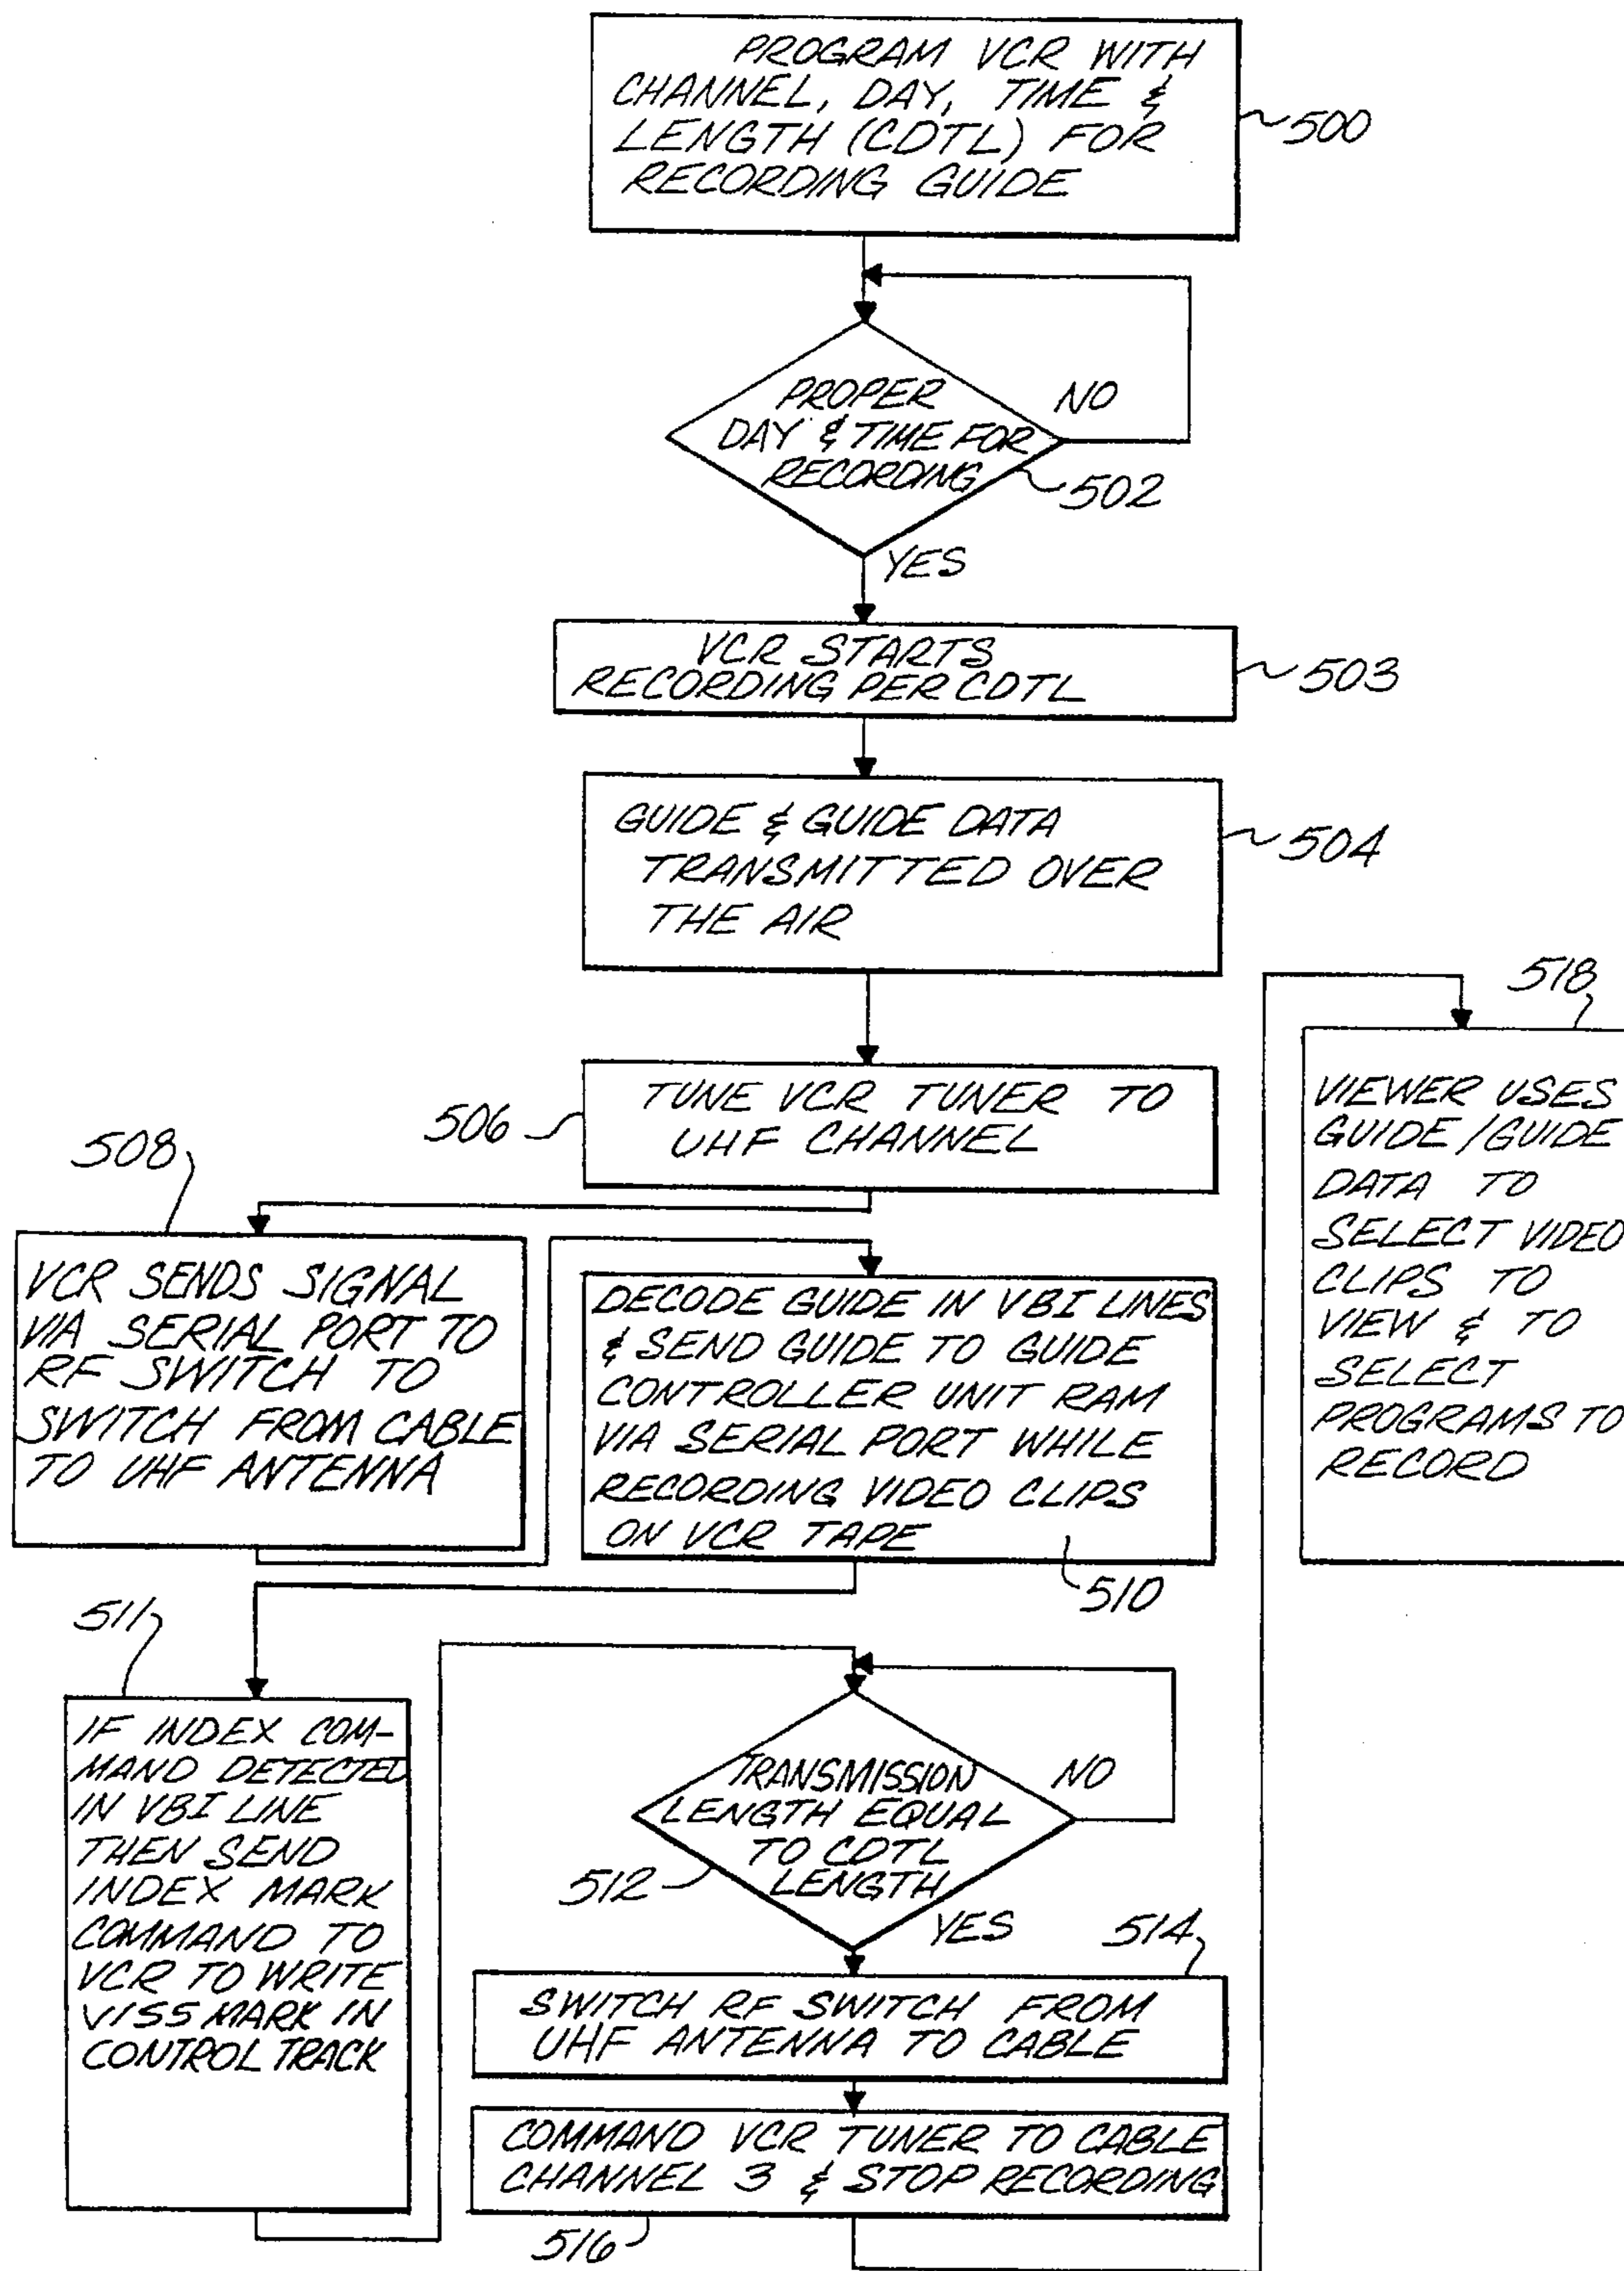 PROGRAM VCR WITH
CHANNEL, DAY, TIME &
LENGTH (CDTL) FOR
RECORDING GUIDE
500
PROPER
DAY & TIME FOR
RECORDING
NO
502
YES
VCR STARTS
RECORDING PER CDTL
503
GUIDE & GUIDE DATA
TRANSMITTED OVER
THE AIR
504
TUNE VCR TUNER TO
UHF CHANNEL
506
508
VCR SENDS SIGNAL
VIA SERIAL PORT TO
RF SWITCH TO
SWITCH FROM CABLE
TO UHF ANTENNA
DECODE GUIDE IN VBI LINES
& SEND GUIDE TO GUIDE
CONTROLLER UNIT RAM
VIA SERIAL PORT WHILE
RECORDING VIDEO CLIPS
ON VCR TAPE
510
511
IF INDEX COM-
MAND DETECTED
IN VBI LINE
THEN SEND
INDEX MARK
COMMAND TO
VCR TO WRITE
VISS MARK IN
CONTROL TRACK
TRANSMISSION
LENGTH EQUAL
TO CDTL
LENGTH
NO
512
YES
514
SWITCH RF SWITCH FROM
UHF ANTENNA TO CABLE
COMMAND VCR TUNER TO CABLE
CHANNEL 3 & STOP RECORDING
516
518
VIEWER USES
GUIDE/GUIDE
DATA TO
SELECT VIDEO
CLIPS TO
VIEW & TO
SELECT
PROGRAMS TO
RECORD